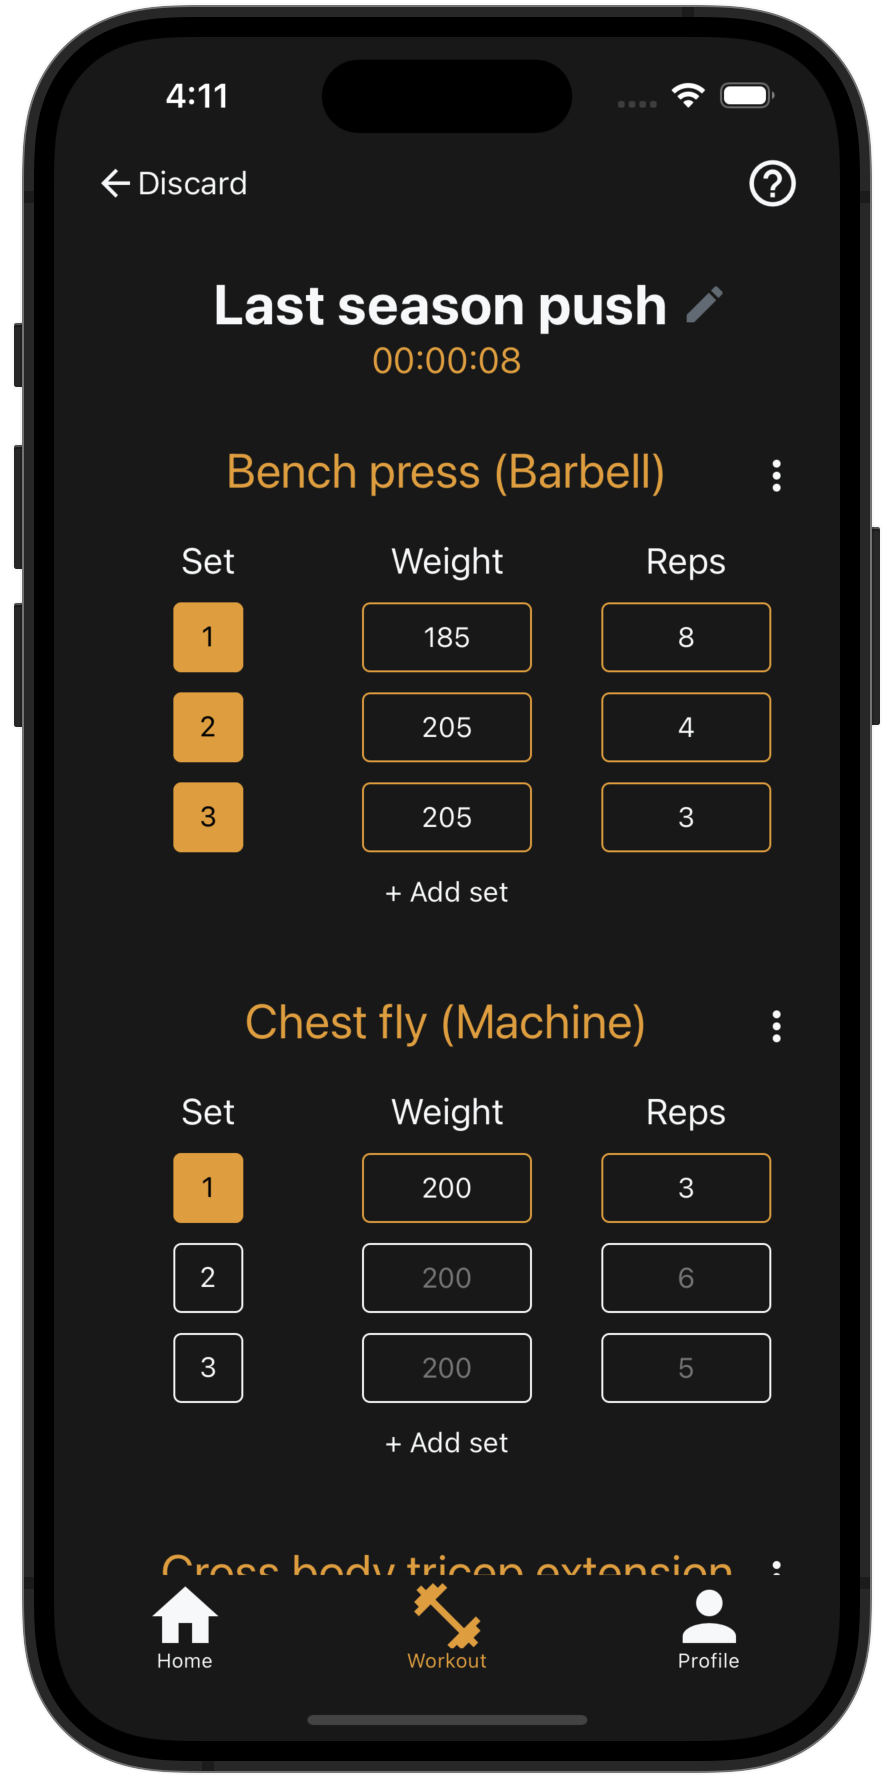 4:11
Discard
Last season push
00:00:08
Bench press (Barbell)
Set Weight Reps
1 185 8
2 205 4
3 205 3
+ Add set
Chest fly (Machine)
Set Weight Reps
1 200 3
2 200 6
3 200 5
+ Add set
Cross body tricep extension
Home Workout Profile